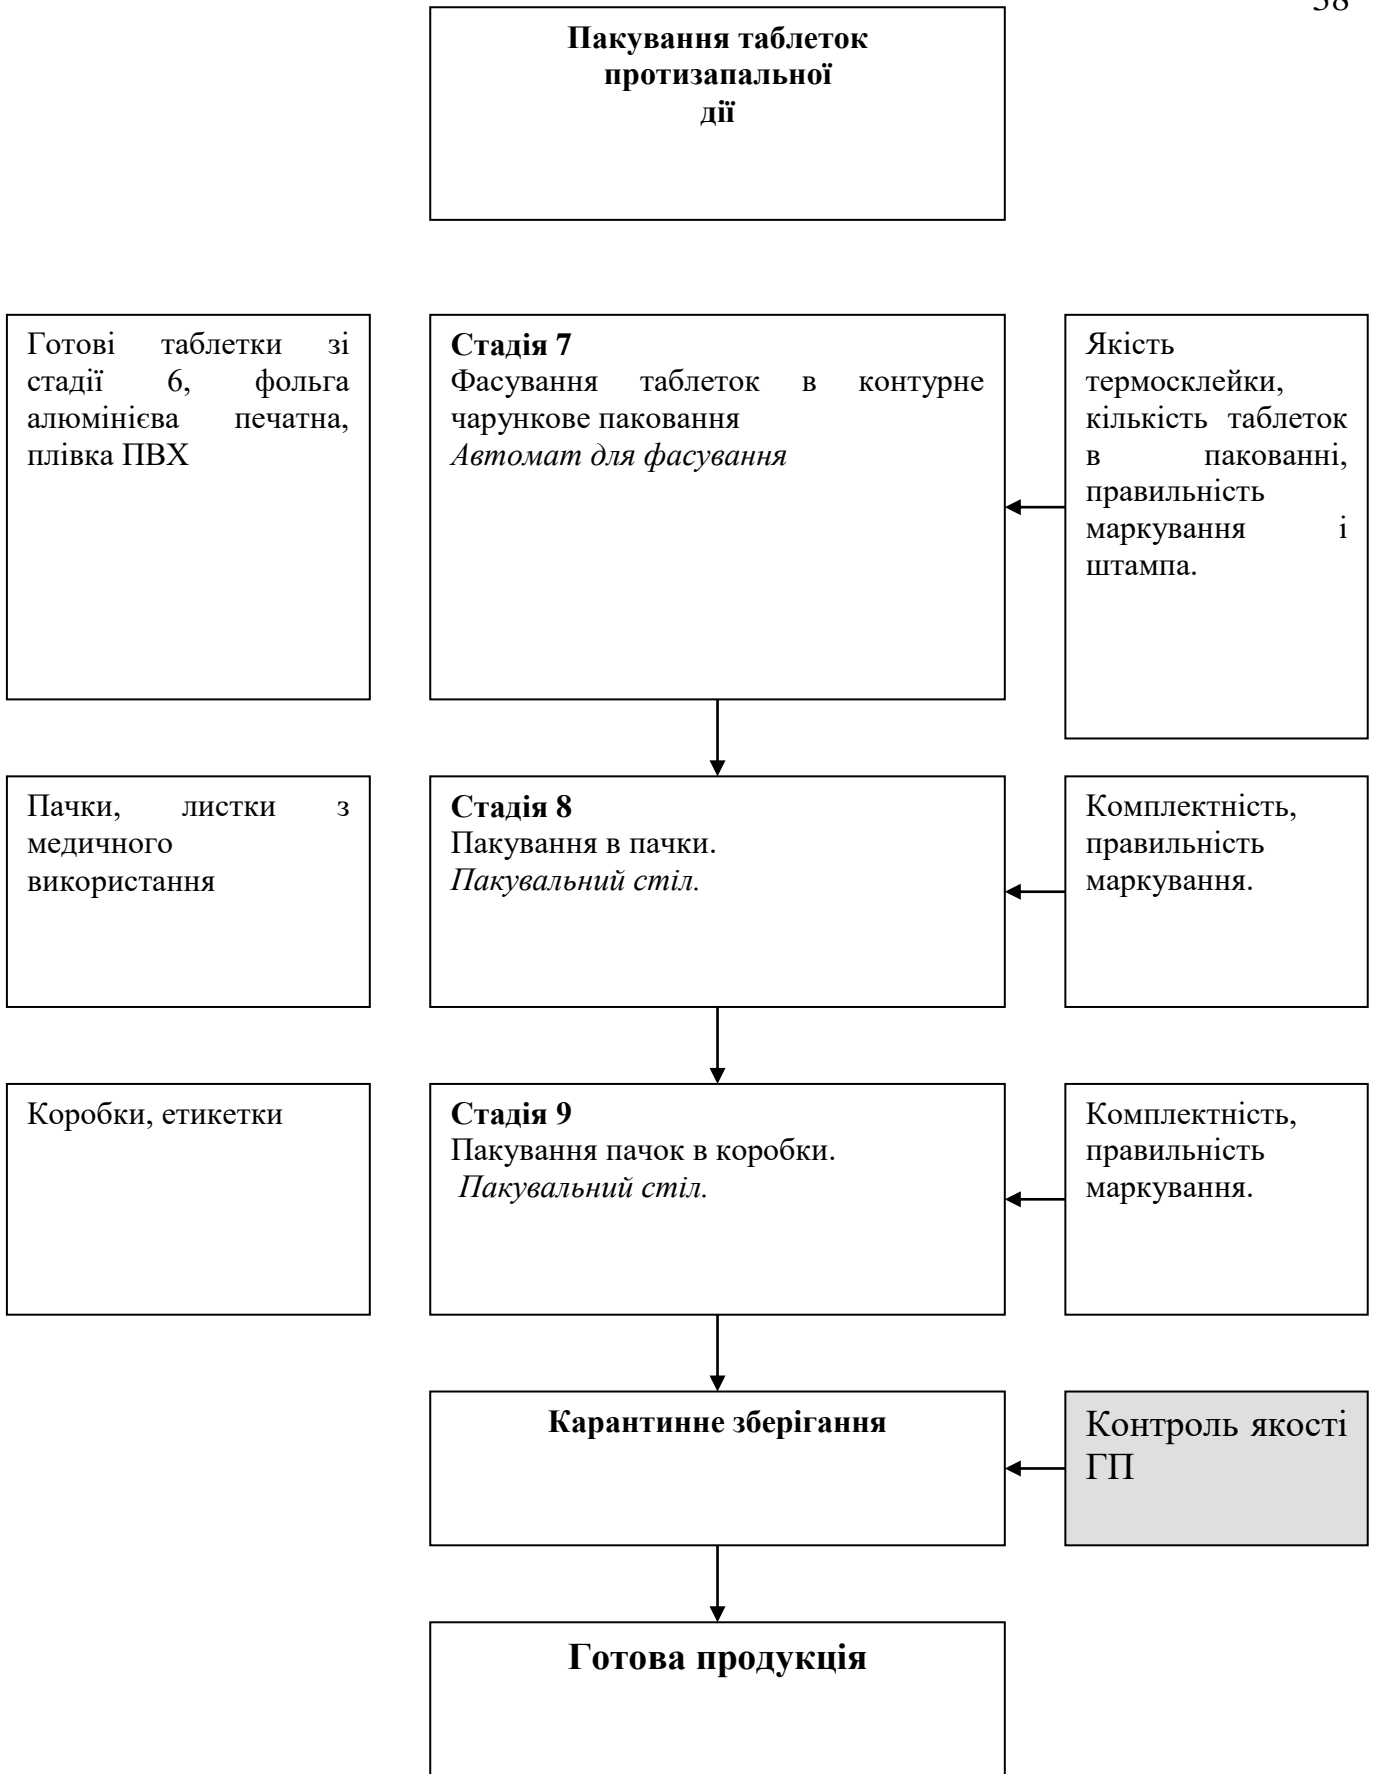 38
Пакування таблеток
протизапальної
дії
Готові таблетки зі
стадії 6, фольга
алюмінієва печатна,
плівка ПВХ
Стадія 7
Фасування таблеток в контурне
чарункове паковання
Автомат для фасування
Якість
термосклейки,
кількість таблеток
в пакованні,
правильність
маркування і
штампа.
Пачки, листки з
медичного
використання
Стадія 8
Пакування в пачки.
Пакувальний стіл.
Комплектність,
правильність
маркування.
Коробки, етикетки
Стадія 9
Пакування пачок в коробки.
Пакувальний стіл.
Комплектність,
правильність
маркування.
Карантинне зберігання
Контроль якості
ГП
Готова продукція